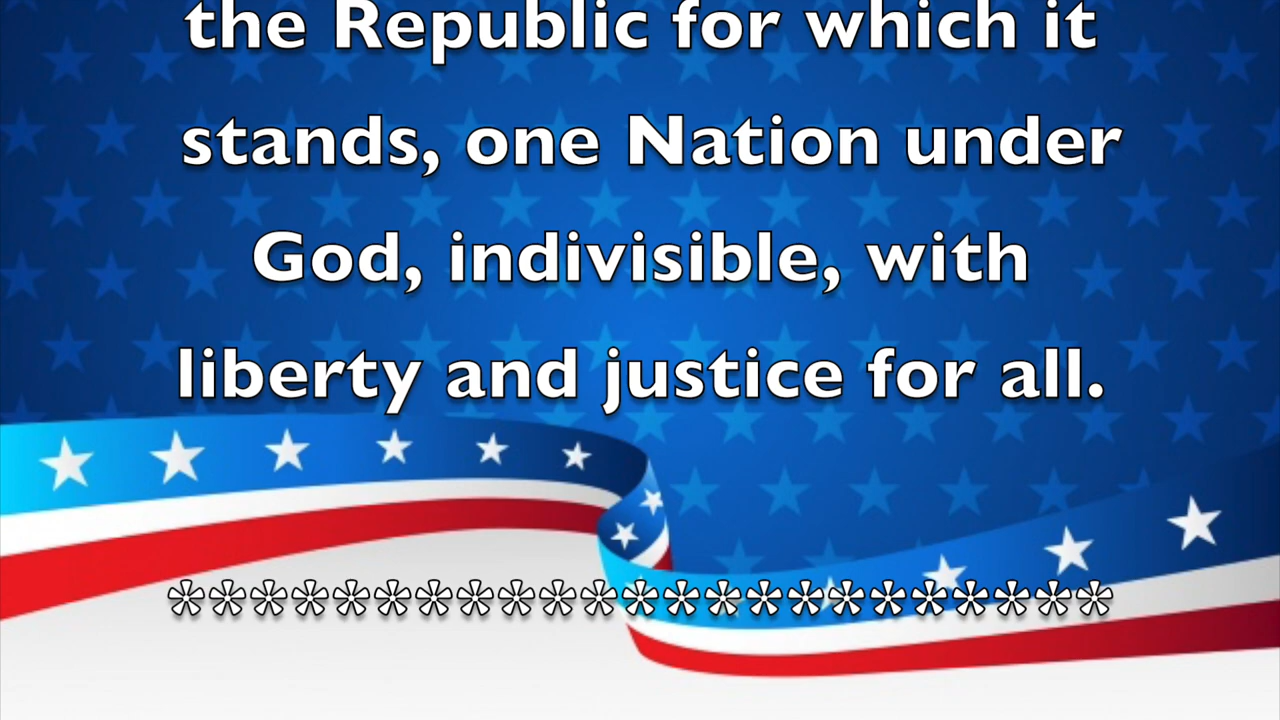 the Republic for which it
stands, one Nation under
God, indivisible, with
liberty and justice for all.
***********************